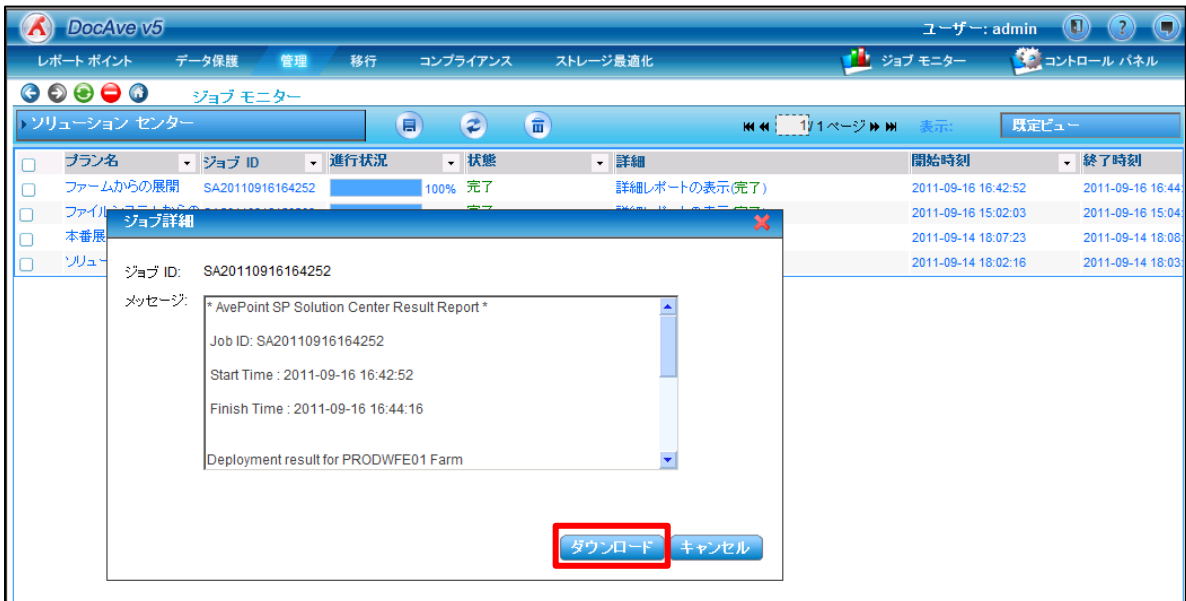 DocAve v5
ユーザー: admin
レポート ポイント データ保護 管理 移行 コンプライアンス ストレージ最適化 ジョブ モニター コントロール パネル
ジョブ モニター
ソリューション センター 1 / 1 ページ 表示: 既定ビュー
プラン名 ジョブ ID 進行状況 状態 詳細 開始時刻 終了時刻
ファームからの展開 SA20110916164252 100% 完了 詳細レポートの表示(完了) 2011-09-16 16:42:52 2011-09-16 16:44:
2011-09-16 15:02:03 2011-09-16 15:04:
本番展 2011-09-14 18:07:23 2011-09-14 18:08:
ソリュー 2011-09-14 18:02:16 2011-09-14 18:03:
ジョブ詳細
ジョブ ID: SA20110916164252
メッセージ: * AvePoint SP Solution Center Result Report *
Job ID: SA20110916164252
Start Time : 2011-09-16 16:42:52
Finish Time : 2011-09-16 16:44:16
Deployment result for PRODWFE01 Farm
ダウンロード キャンセル